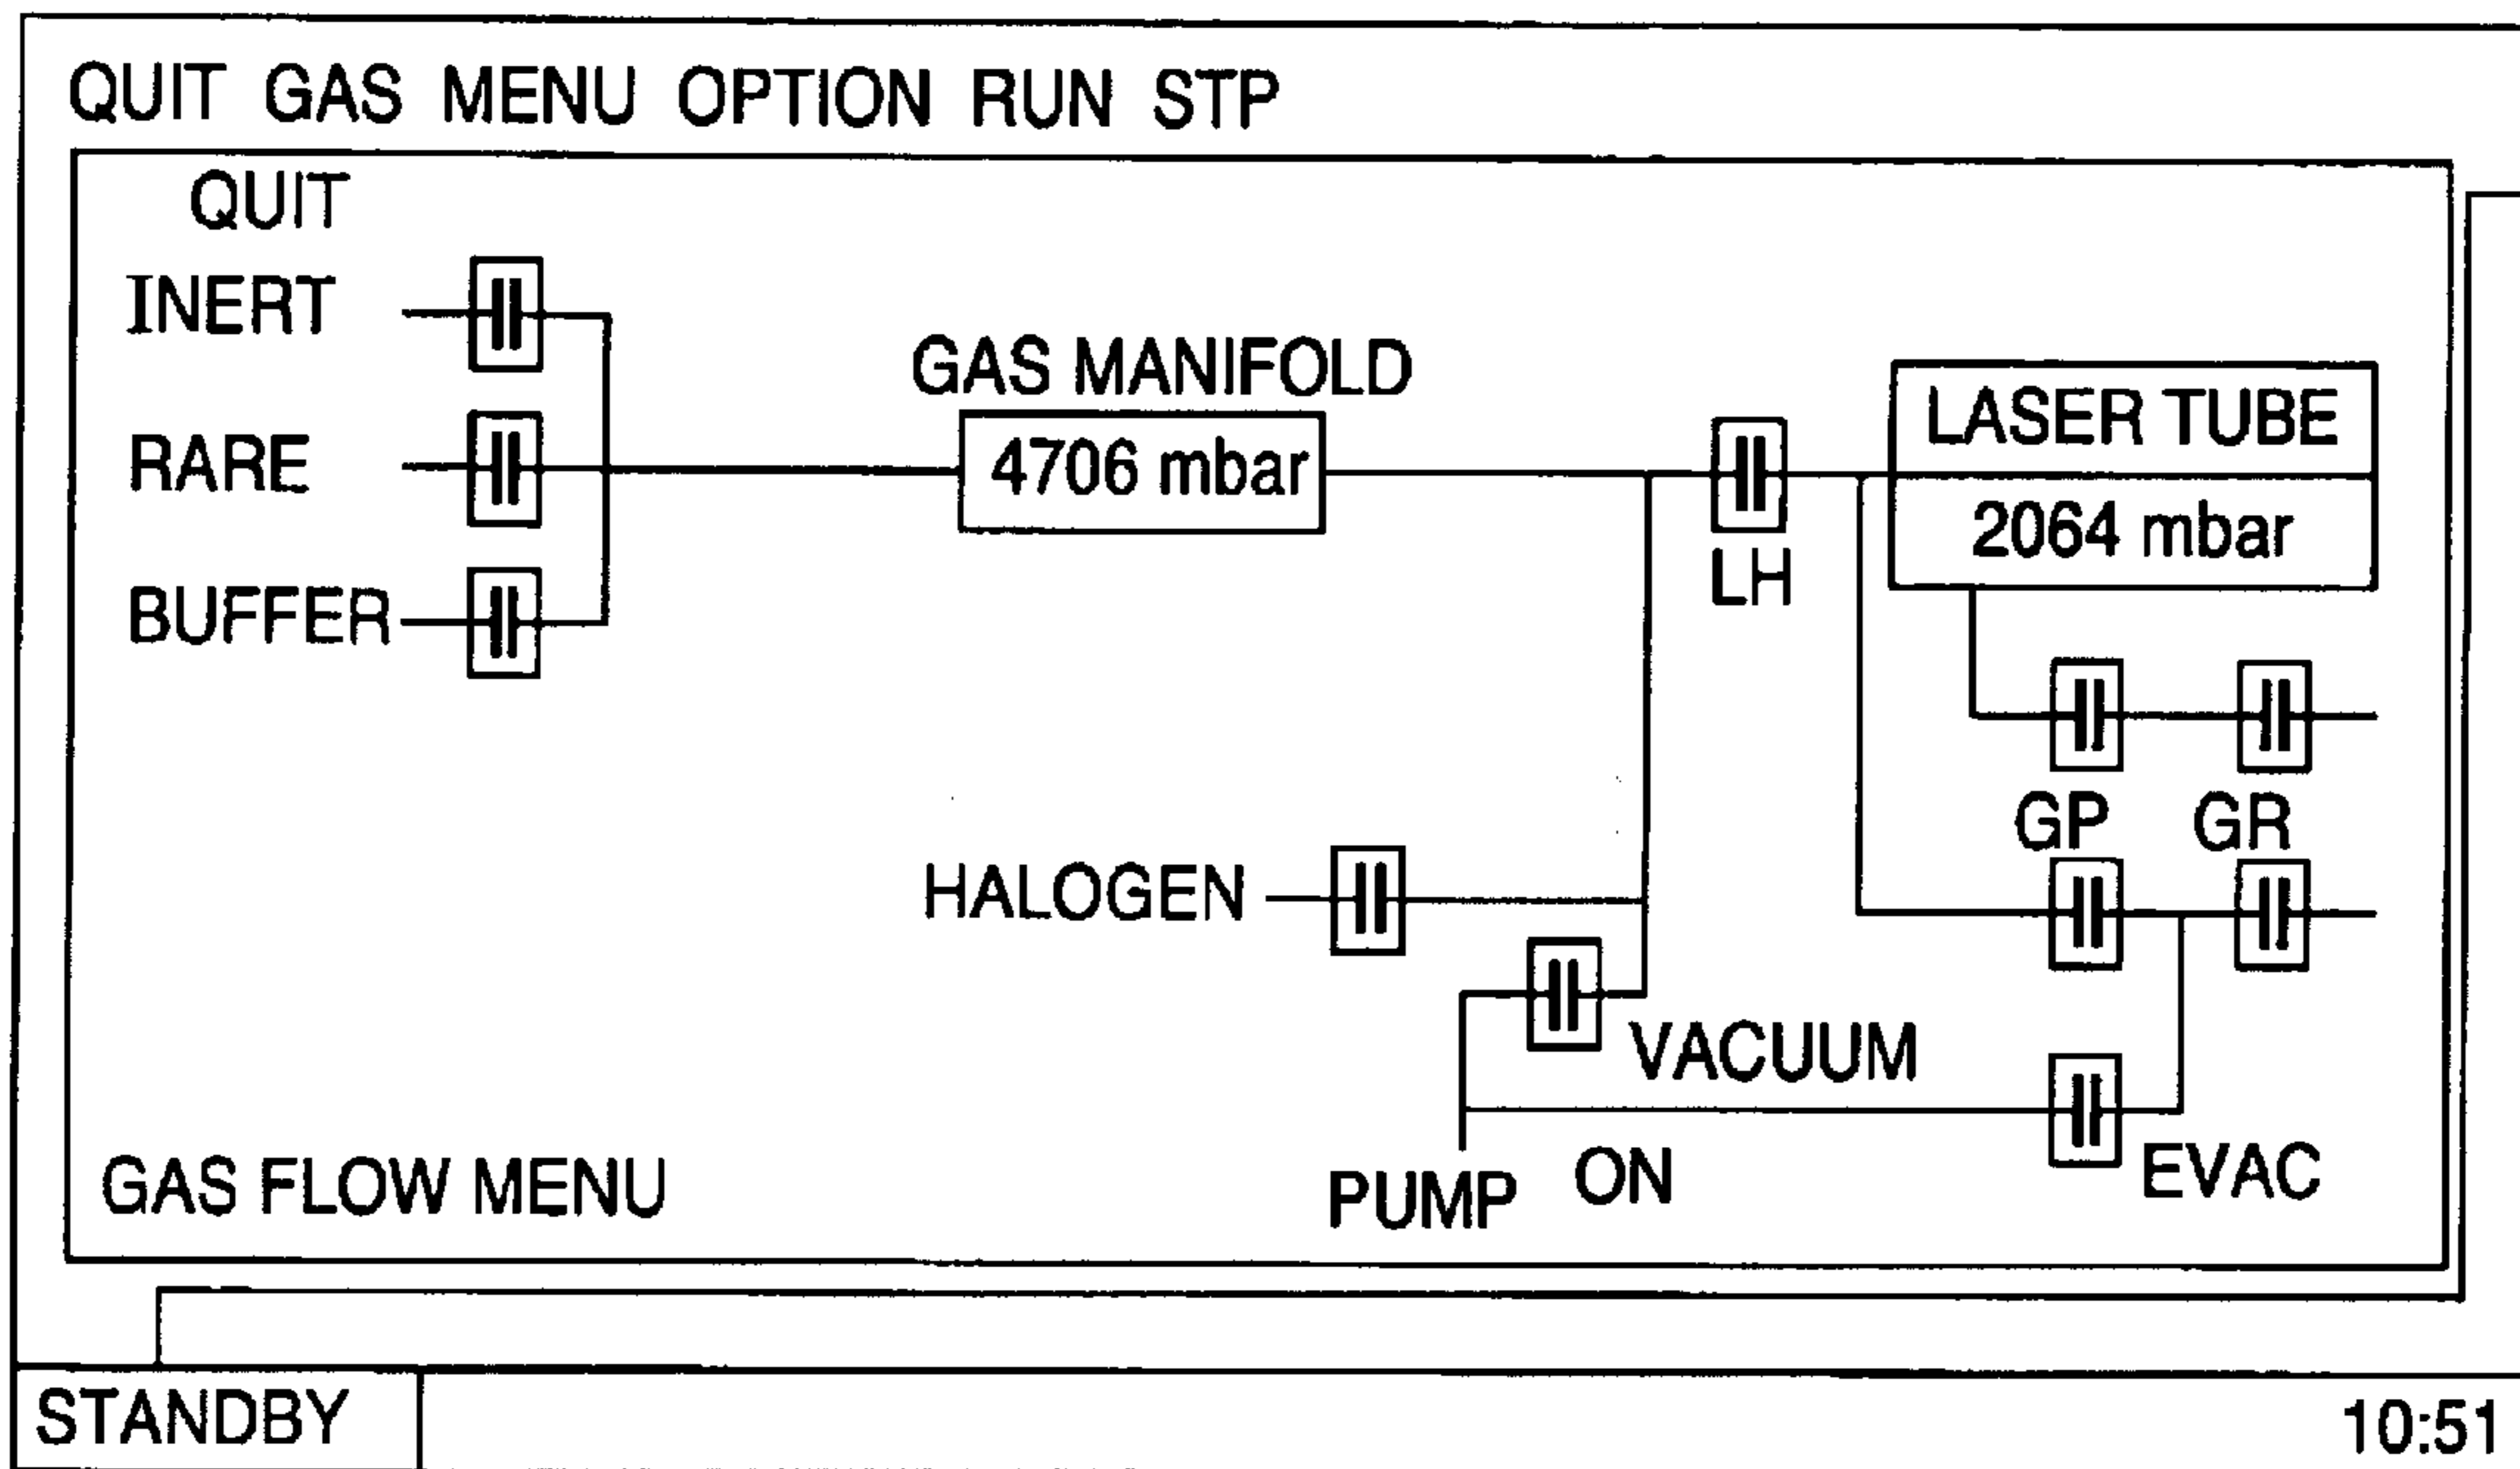 QUIT GAS MENU OPTION RUN STP
QUIT
INERT
GAS MANIFOLD
LASER TUBE
RARE
4706 mbar
2064 mbar
LH
BUFFER
GP GR
HALOGEN
VACUUM
EVAC
GAS FLOW MENU
PUMP ON
STANDBY
10:51